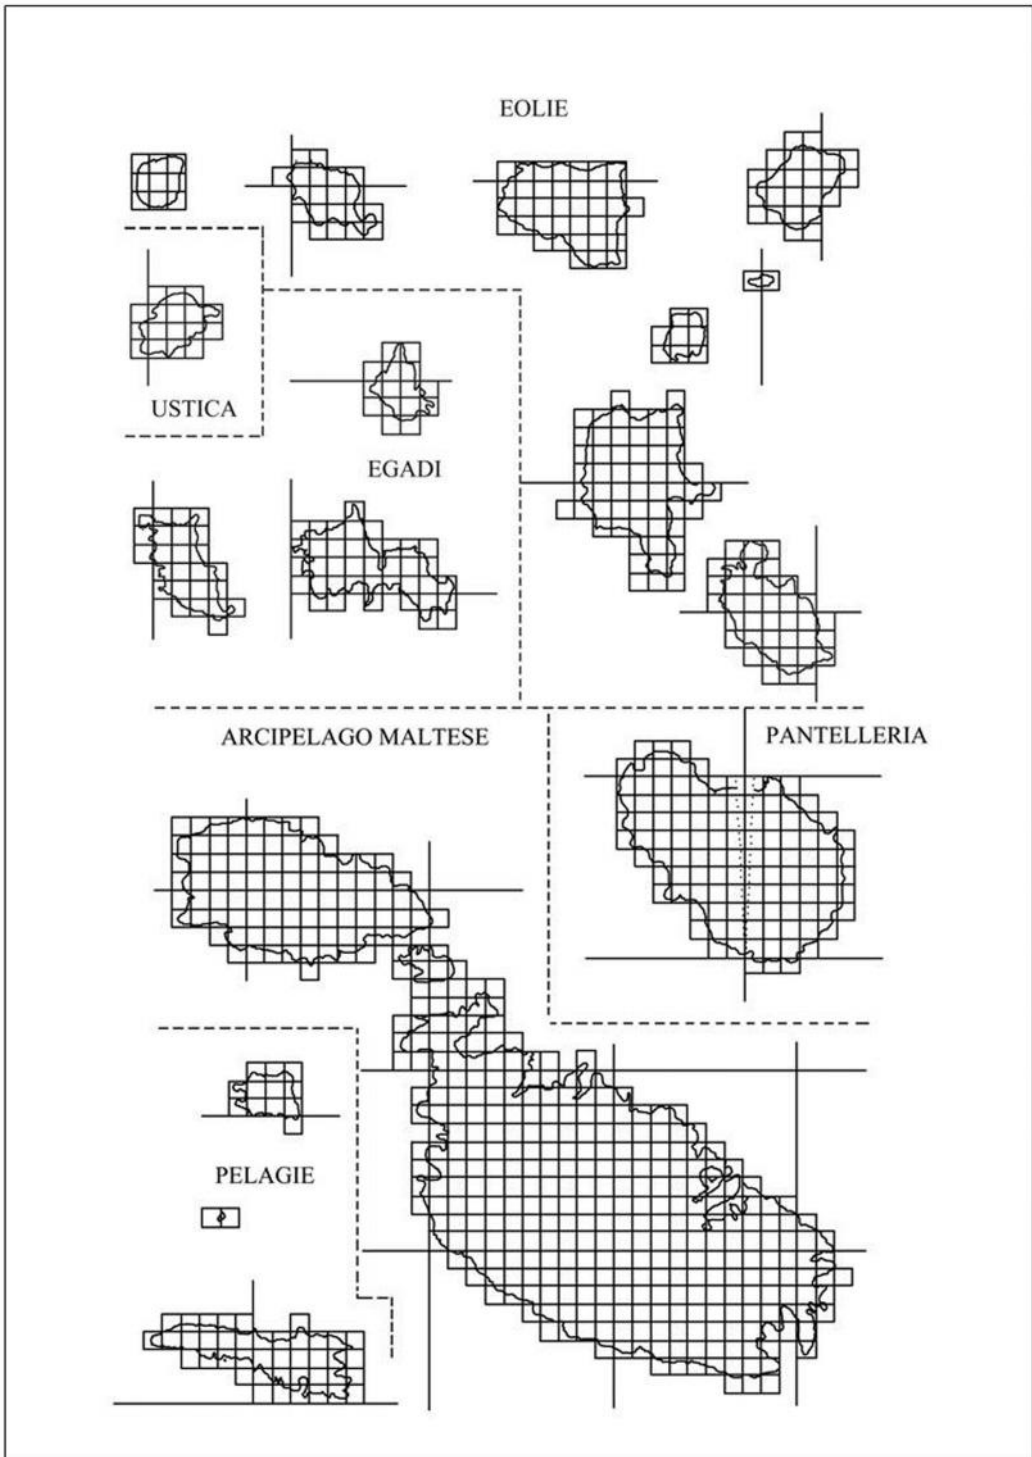 EOLIE
USTICA
EGADI
ARCIPELAGO MALTESE
PANTELLERIA
PELAGIE